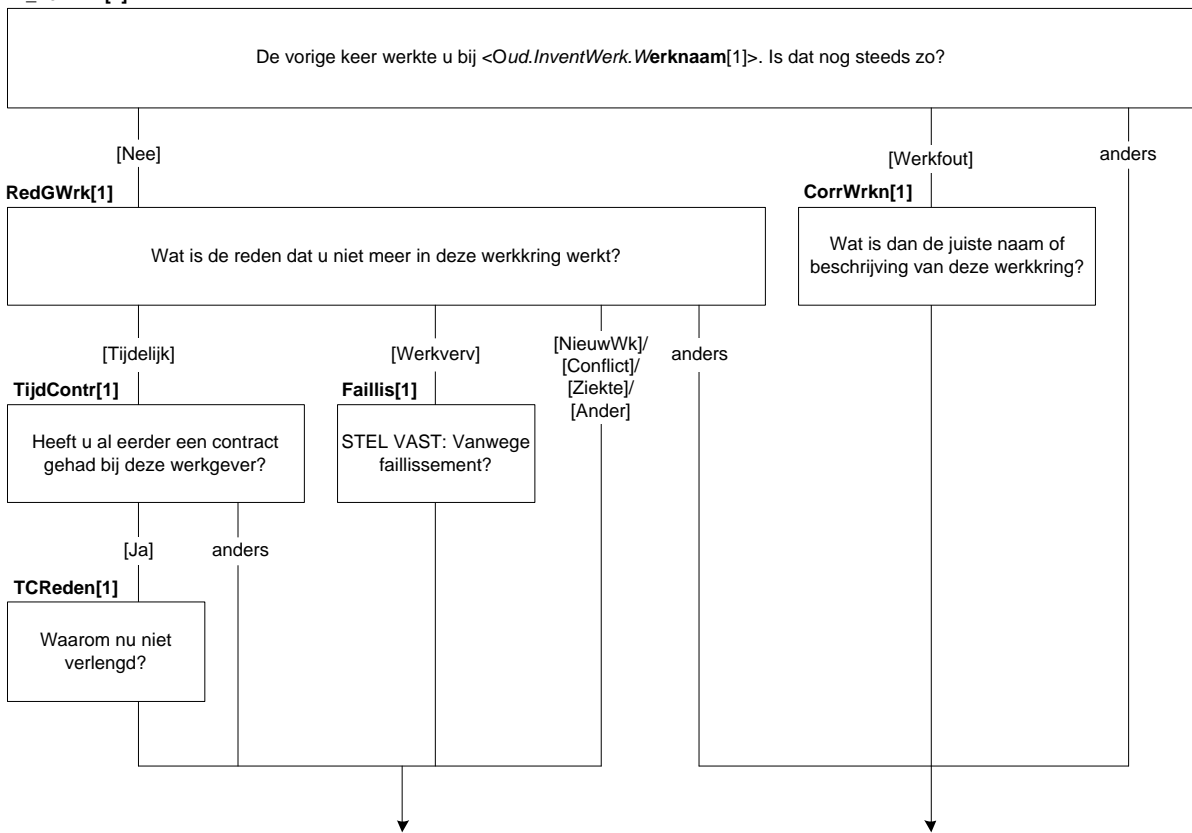 De vorige keer werkte u bij <Oud.InventWerk.Werknaam[1]>. Is dat nog steeds zo?
[Nee]
[Werkfout]
anders
RedGWrk[1]
CorrWrkn[1]
Wat is de reden dat u niet meer in deze werkkring werkt?
Wat is dan de juiste naam of
beschrijving van deze werkkring?
[Tijdelijk]
[Werkverv]
[NieuwWk]/
[Conflict]/
[Ziekte]/
[Ander]
anders
TijdContr[1]
Faillis[1]
Heeft u al eerder een contract
gehad bij deze werkgever?
STEL VAST: Vanwege
faillissement?
[Ja]
anders
TCReden[1]
Waarom nu niet
verlengd?